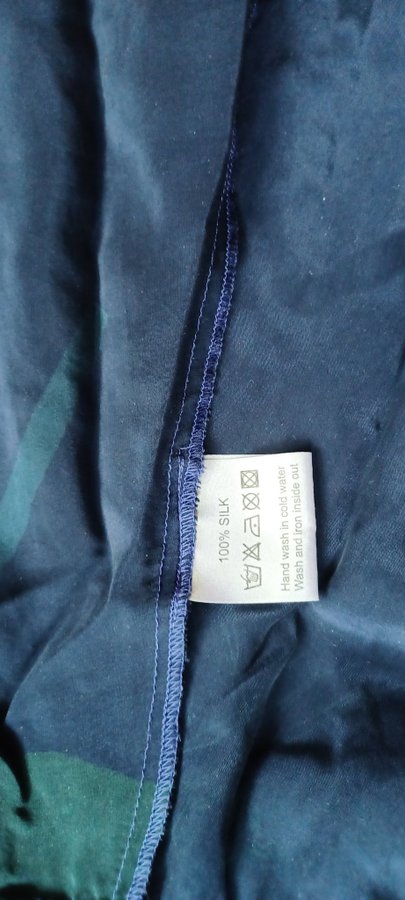 100% SILK
Hand wash in cold water
Wash and iron inside out